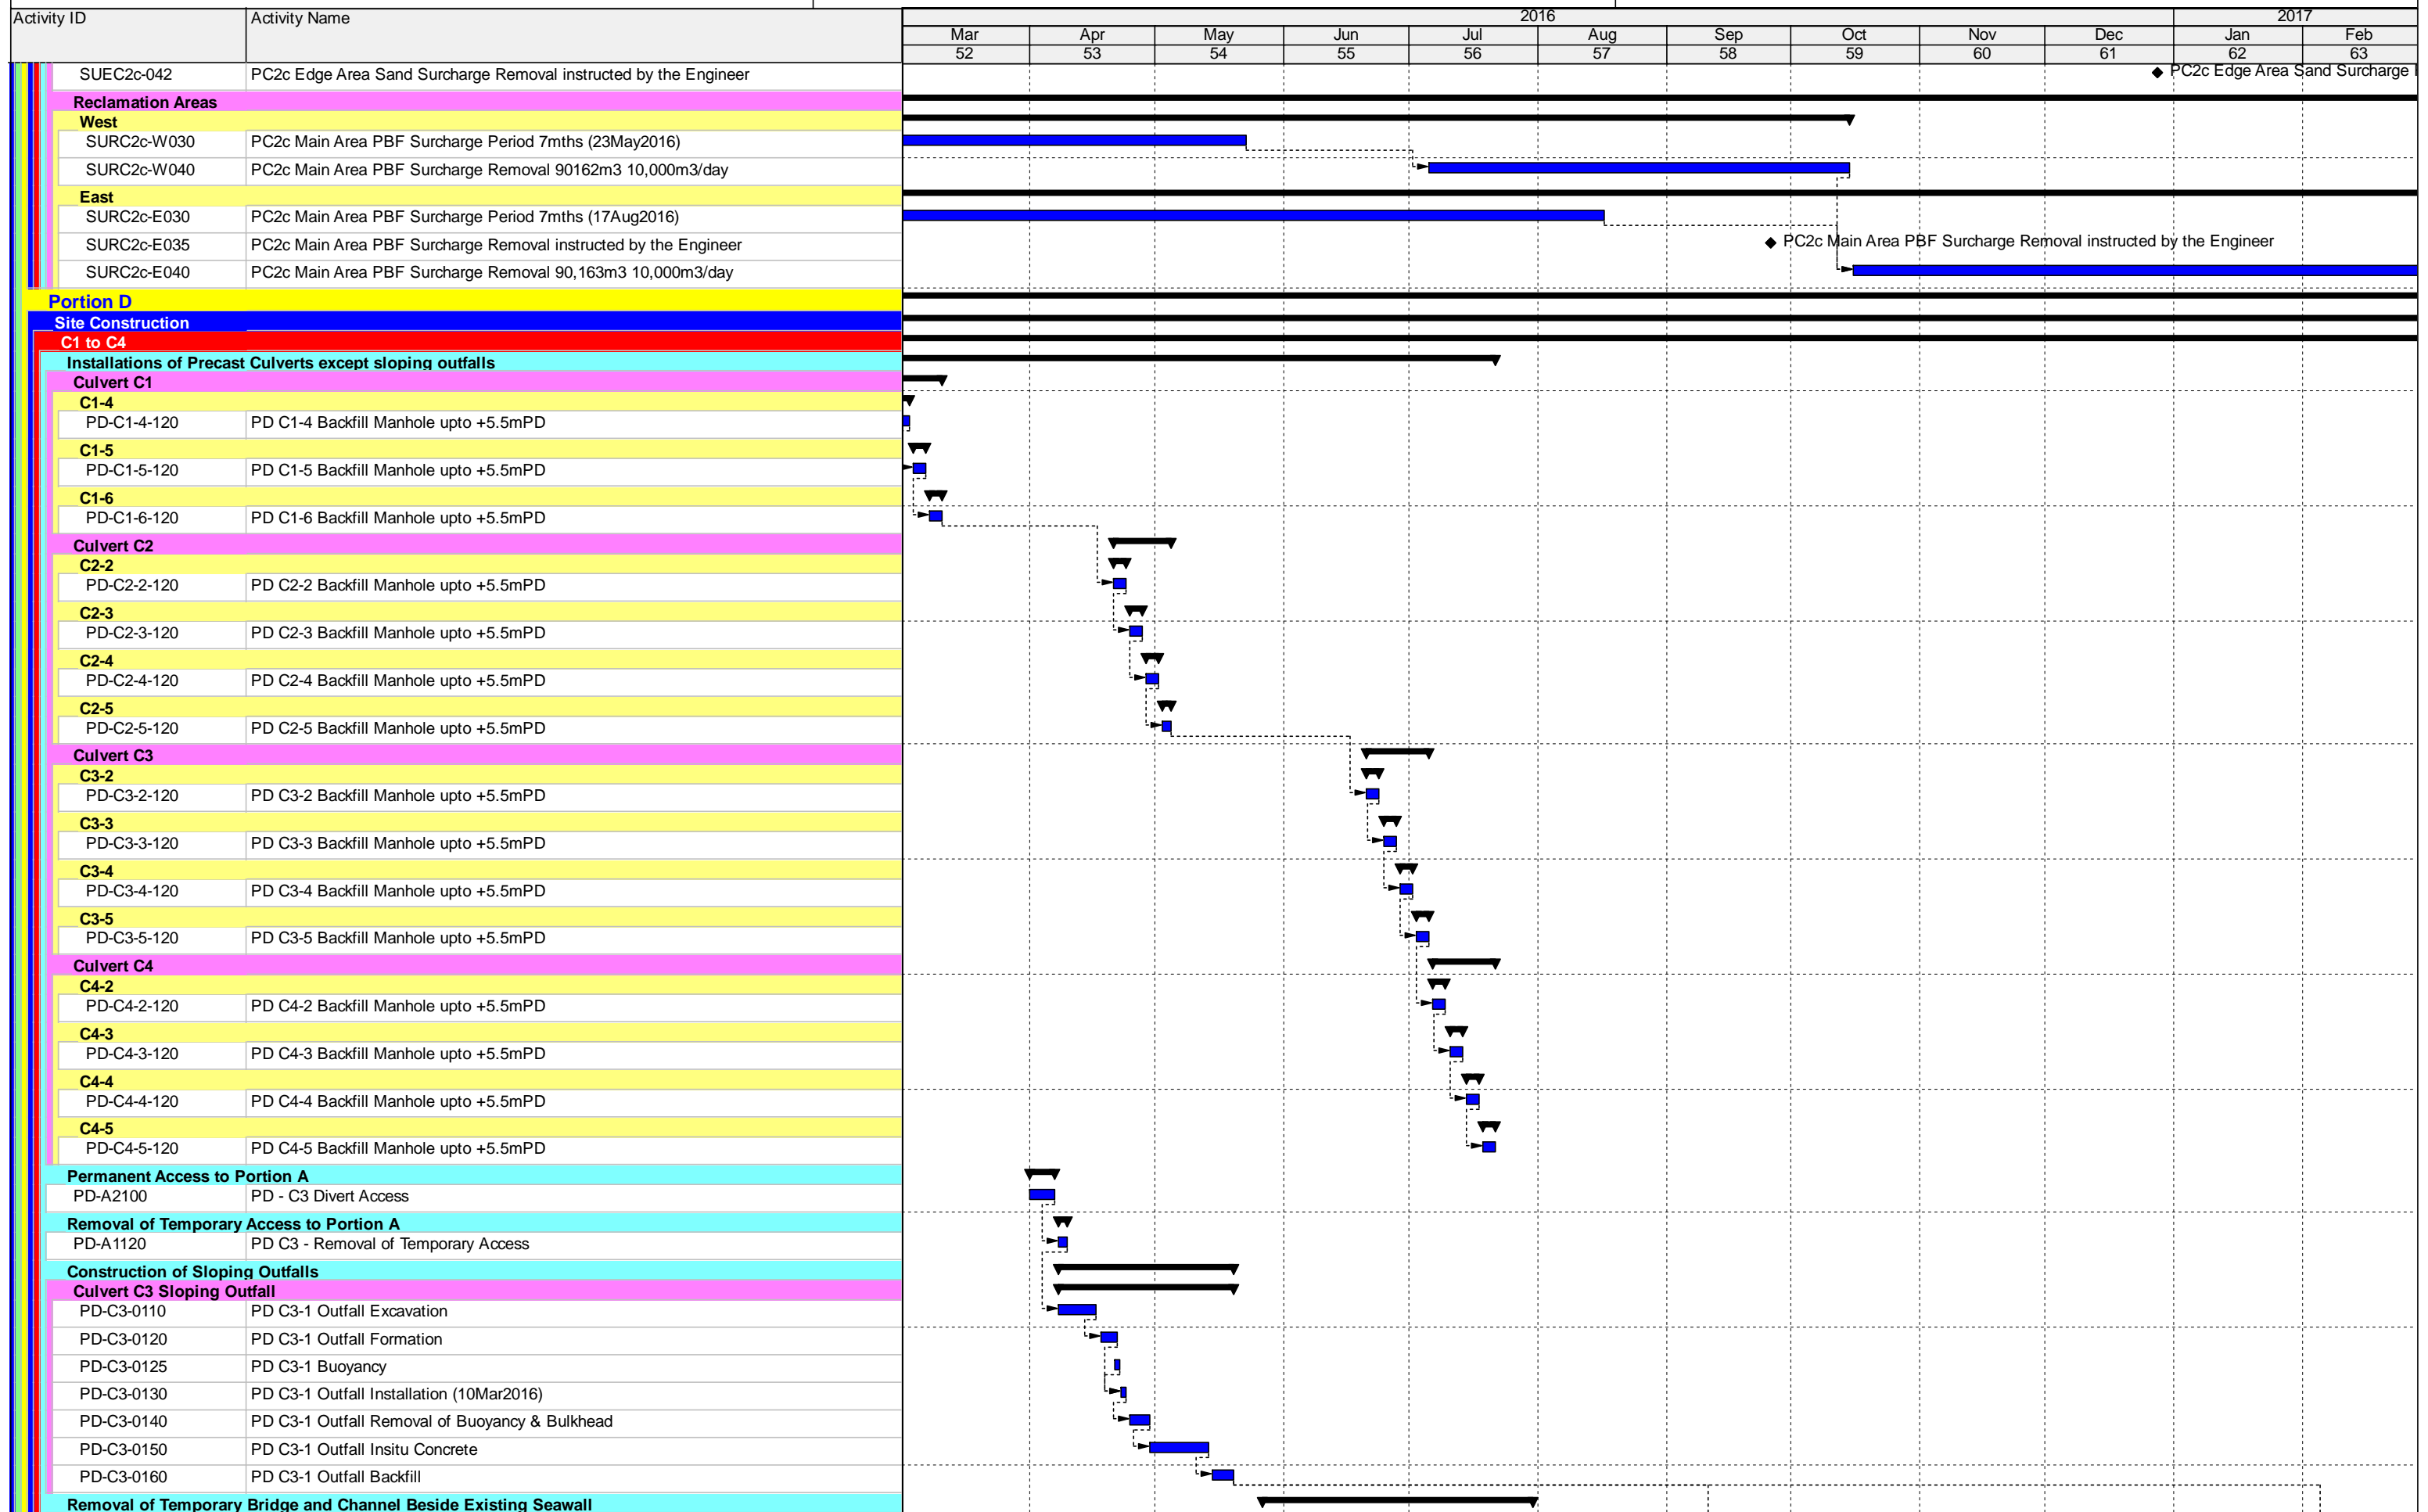 Activity ID Activity Name 2016 2017
Mar Apr May Jun Jul Aug Sep Oct Nov Dec Jan Feb
52 53 54 55 56 57 58 59 60 61 62 63
SUEC2c-042 PC2c Edge Area Sand Surcharge Removal instructed by the Engineer PC2c Edge Area Sand Surcharge
Reclamation Areas
West
SURC2c-W030 PC2c Main Area PBF Surcharge Period 7mths (23May2016)
SURC2c-W040 PC2c Main Area PBF Surcharge Removal 90162m3 10,000m3/day
East
SURC2c-E030 PC2c Main Area PBF Surcharge Period 7mths (17Aug2016)
SURC2c-E035 PC2c Main Area PBF Surcharge Removal instructed by the Engineer PC2c Main Area PBF Surcharge Removal instructed by the Engineer
SURC2c-E040 PC2c Main Area PBF Surcharge Removal 90,163m3 10,000m3/day
Portion D
Site Construction
C1 to C4
Installations of Precast Culverts except sloping outfalls
Culvert C1
C1-4
PD-C1-4-120 PD C1-4 Backfill Manhole upto +5.5mPD
C1-5
PD-C1-5-120 PD C1-5 Backfill Manhole upto +5.5mPD
C1-6
PD-C1-6-120 PD C1-6 Backfill Manhole upto +5.5mPD
Culvert C2
C2-2
PD-C2-2-120 PD C2-2 Backfill Manhole upto +5.5mPD
C2-3
PD-C2-3-120 PD C2-3 Backfill Manhole upto +5.5mPD
C2-4
PD-C2-4-120 PD C2-4 Backfill Manhole upto +5.5mPD
C2-5
PD-C2-5-120 PD C2-5 Backfill Manhole upto +5.5mPD
Culvert C3
C3-2
PD-C3-2-120 PD C3-2 Backfill Manhole upto +5.5mPD
C3-3
PD-C3-3-120 PD C3-3 Backfill Manhole upto +5.5mPD
C3-4
PD-C3-4-120 PD C3-4 Backfill Manhole upto +5.5mPD
C3-5
PD-C3-5-120 PD C3-5 Backfill Manhole upto +5.5mPD
Culvert C4
C4-2
PD-C4-2-120 PD C4-2 Backfill Manhole upto +5.5mPD
C4-3
PD-C4-3-120 PD C4-3 Backfill Manhole upto +5.5mPD
C4-4
PD-C4-4-120 PD C4-4 Backfill Manhole upto +5.5mPD
C4-5
PD-C4-5-120 PD C4-5 Backfill Manhole upto +5.5mPD
Permanent Access to Portion A
PD-A2100 PD - C3 Divert Access
Removal of Temporary Access to Portion A
PD-A1120 PD C3 - Removal of Temporary Access
Construction of Sloping Outfalls
Culvert C3 Sloping Outfall
PD-C3-0110 PD C3-1 Outfall Excavation
PD-C3-0120 PD C3-1 Outfall Formation
PD-C3-0125 PD C3-1 Buoyancy
PD-C3-0130 PD C3-1 Outfall Installation (10Mar2016)
PD-C3-0140 PD C3-1 Outfall Removal of Buoyancy & Bulkhead
PD-C3-0150 PD C3-1 Outfall Insitu Concrete
PD-C3-0160 PD C3-1 Outfall Backfill
Removal of Temporary Bridge and Channel Beside Existing Seawall